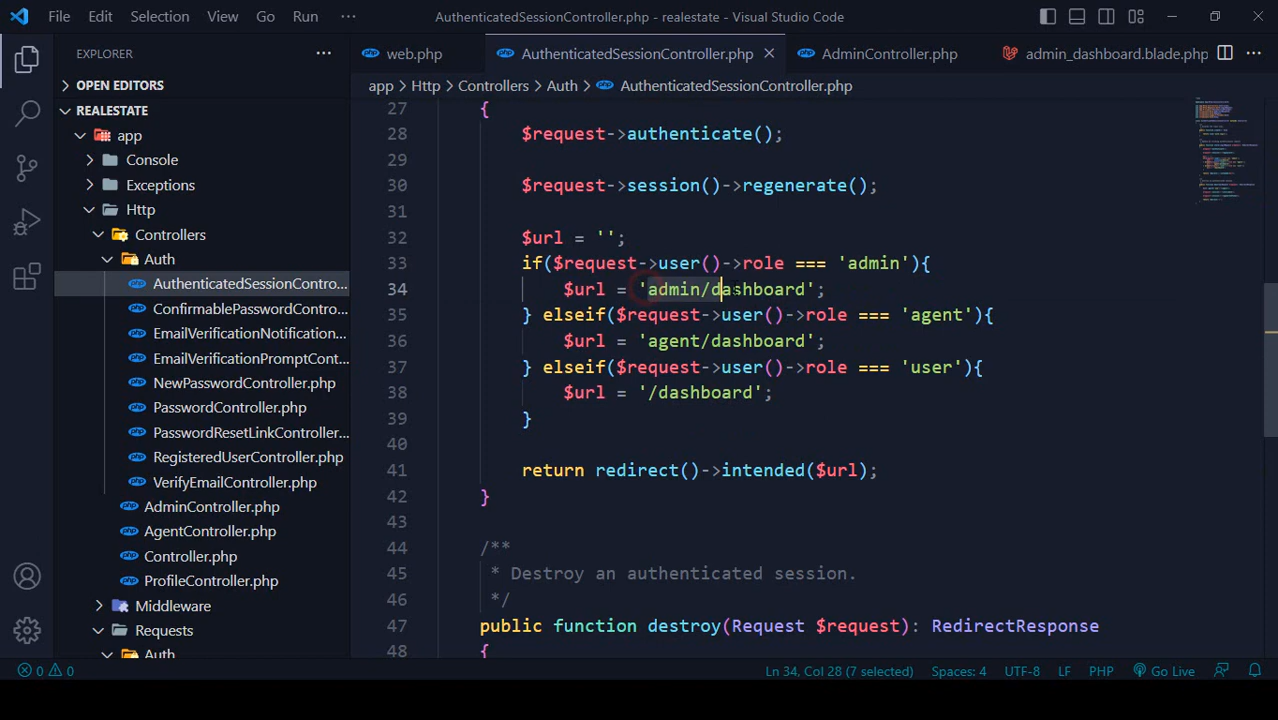 File Edit Selection View Go Run ··· AuthenticatedSessionController.php - realestate - Visual Studio Code
EXPLORER ···
web.php AuthenticatedSessionController.php AdminController.php admin_dashboard.blade.php ···
OPEN EDITORS
app > Http > Controllers > Auth > AuthenticatedSessionController.php
REALESTATE
app
Console
Exceptions
Http
Controllers
Auth
AuthenticatedSessionContro...
ConfirmablePasswordControl...
EmailVerificationNotification...
EmailVerificationPromptCont...
NewPasswordController.php
PasswordController.php
PasswordResetLinkController...
RegisteredUserController.php
VerifyEmailController.php
AdminController.php
AgentController.php
Controller.php
ProfileController.php
Middleware
Requests
Auth
27 {
28 $request->authenticate();
29
30 $request->session()->regenerate();
31
32 $url = '';
33 if($request->user()->role === 'admin'){
34 $url = 'admin/dashboard';
35 } elseif($request->user()->role === 'agent'){
36 $url = 'agent/dashboard';
37 } elseif($request->user()->role === 'user'){
38 $url = '/dashboard';
39 }
40
41 return redirect()->intended($url);
42 }
43
44 /**
45 * Destroy an authenticated session.
46 */
47 public function destroy(Request $request): RedirectResponse
48 {
0 0 Ln 34, Col 28 (7 selected) Spaces: 4 UTF-8 LF PHP Go Live